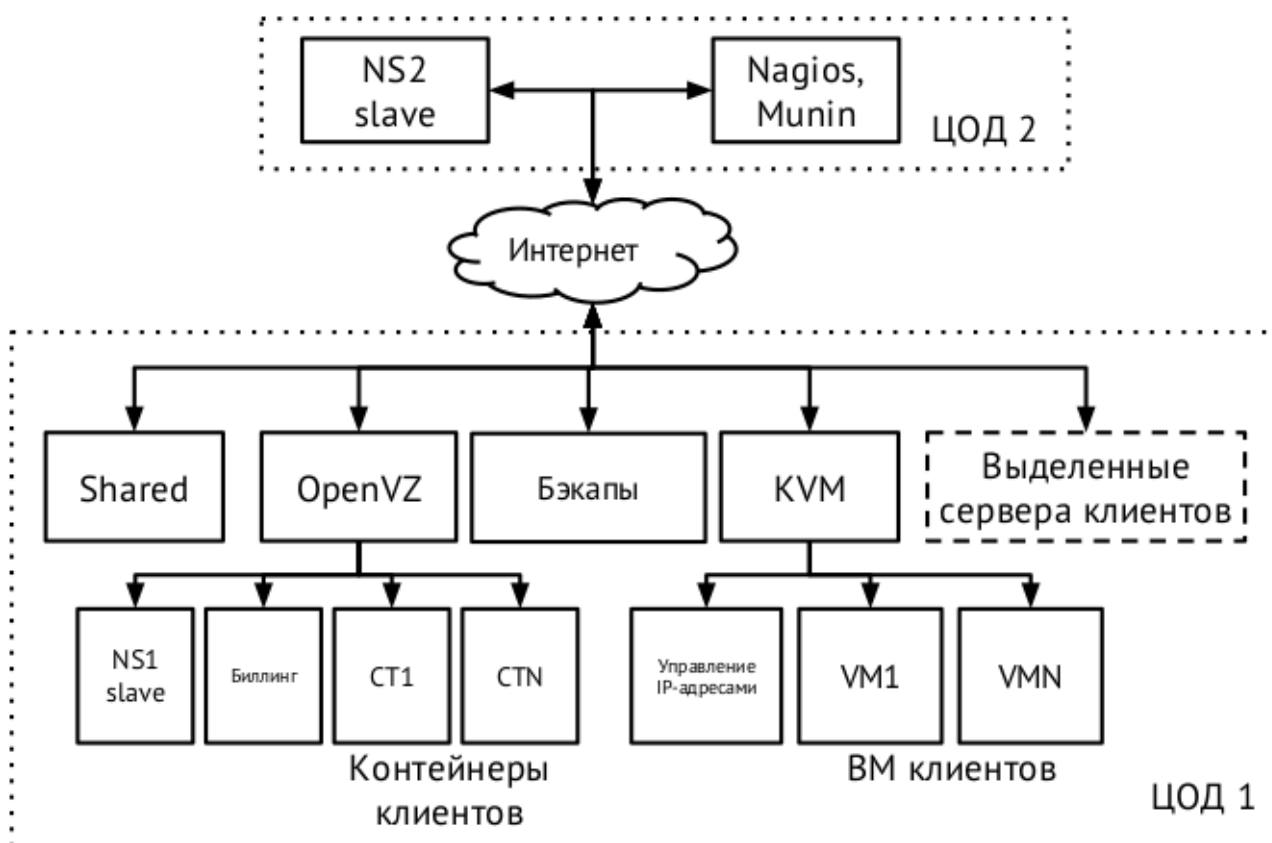 NS2
slave
Nagios,
Munin
ЦОД 2
Интернет
Shared
OpenVZ
Бэкапы
KVM
Выделенные
сервера клиентов
NS1
slave
Биллинг
CT1
CTN
Управление
IP-адресами
VM1
VMN
Контейнеры
клиентов
ВМ клиентов
ЦОД 1